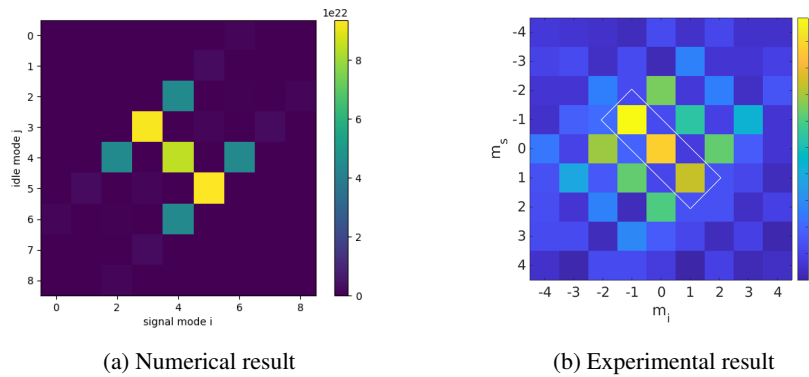 1e22
0
1
2
3
4
5
6
7
8
idle mode j
0 2 4 6 8
signal mode i
8
6
4
2
0
-4
-3
-2
-1
0
1
2
3
4
m_s
-4 -3 -2 -1 0 1 2 3 4
m_i
(a) Numerical result
(b) Experimental result